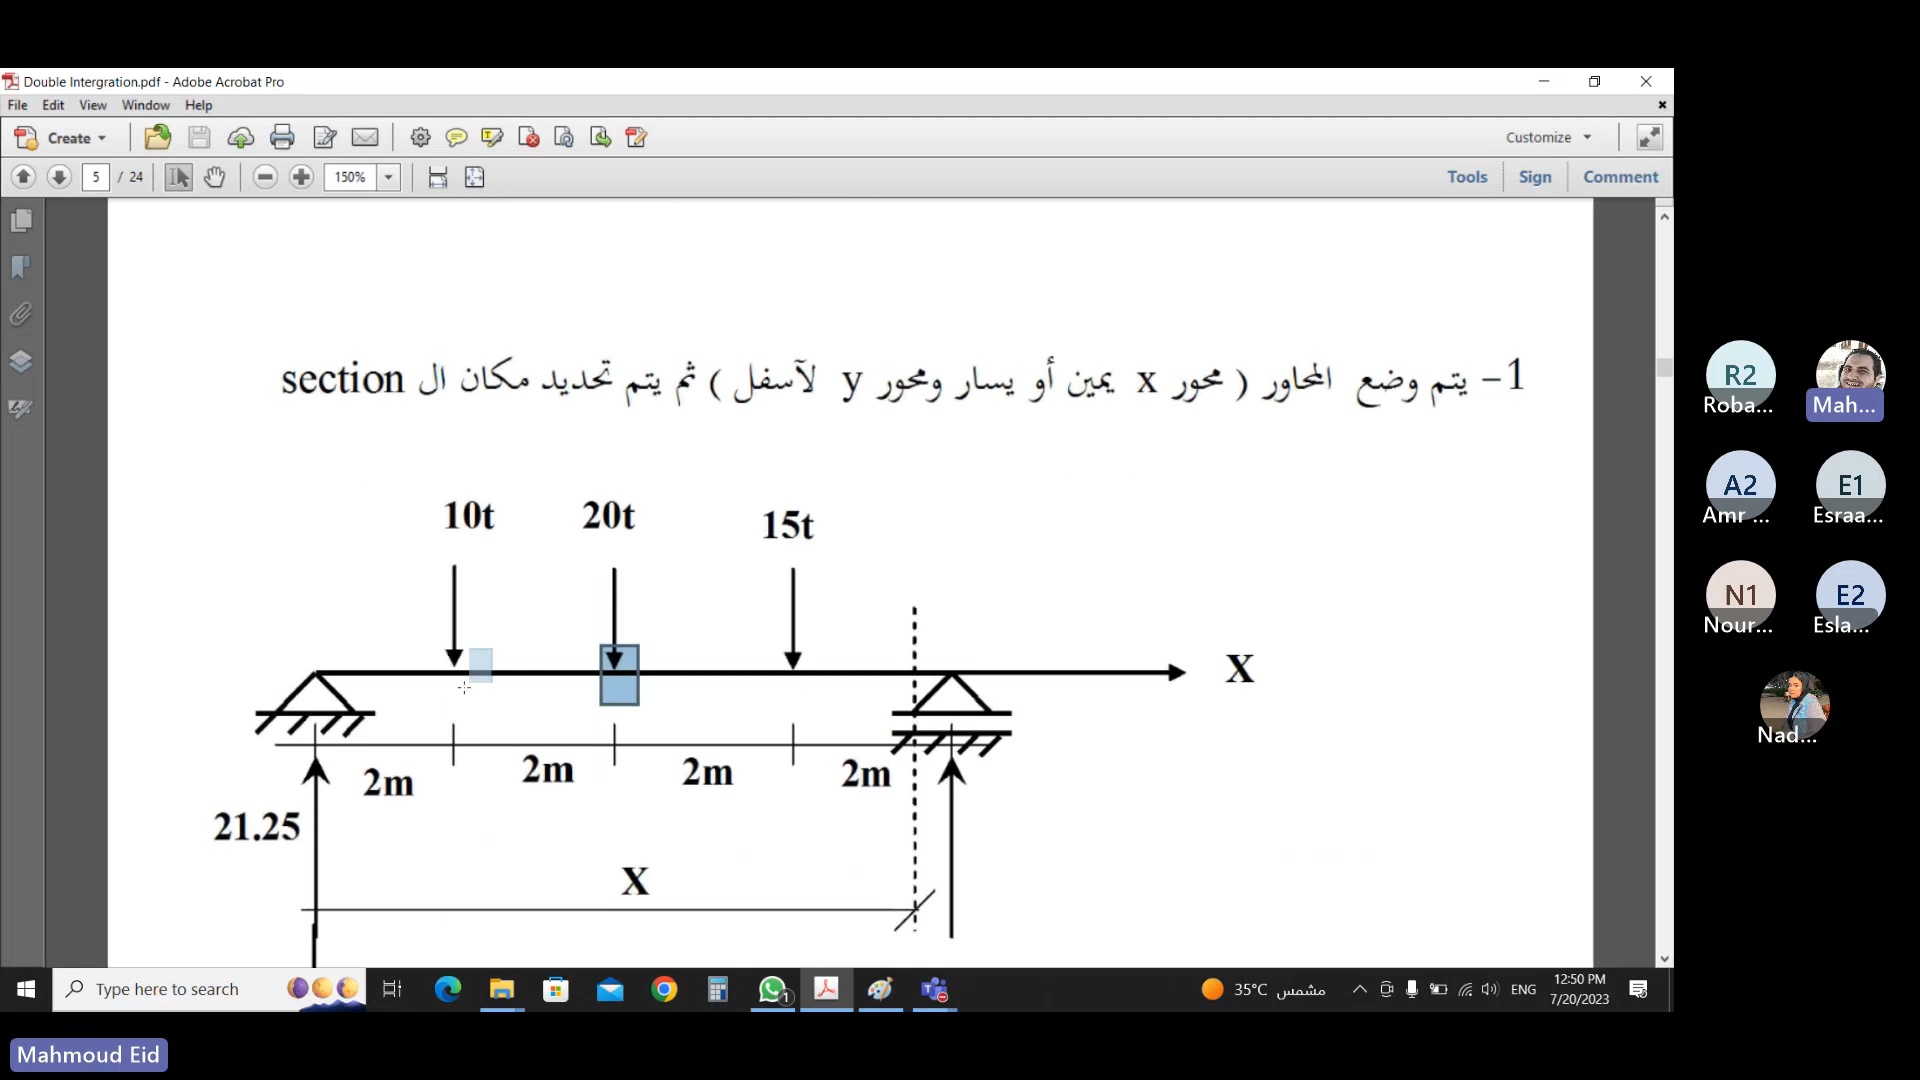 Double Intergration.pdf - Adobe Acrobat Pro
File Edit View Window Help
Create
Customize
5 / 24
150%
Tools Sign Comment
1- يتم وضع المحاور ( محور x يمين أو يسار ومحور y لآسفل ) ثم يتم تحديد مكان ال section
10t
20t
15t
X
2m
2m
2m
2m
21.25
X
R2
Roba...
Mah...
A2
Amr ...
E1
Esraa...
N1
Nour...
E2
Esla...
Nad...
Type here to search
1
35°C مشمس
ENG
12:50 PM
7/20/2023
Mahmoud Eid